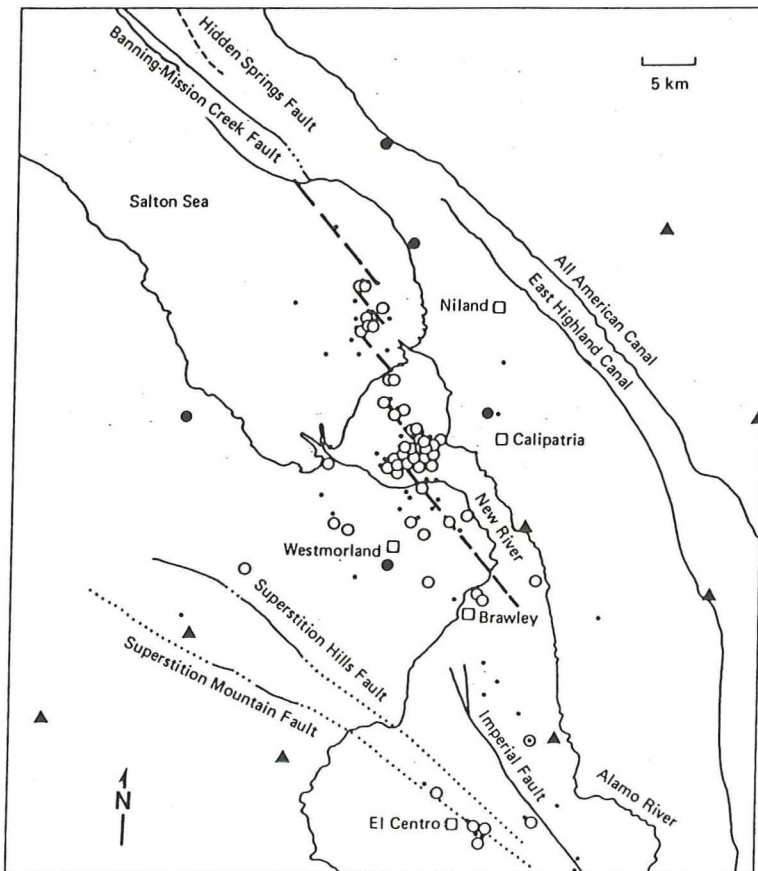 Hidden Springs Fault
Banning-Mission Creek Fault
5 km
Salton Sea
Niland
All American Canal
East Highland Canal
Calipatria
New River
Westmorland
Brawley
Superstition Hills Fault
Superstition Mountain Fault
Imperial Fault
Alamo River
N
El Centro